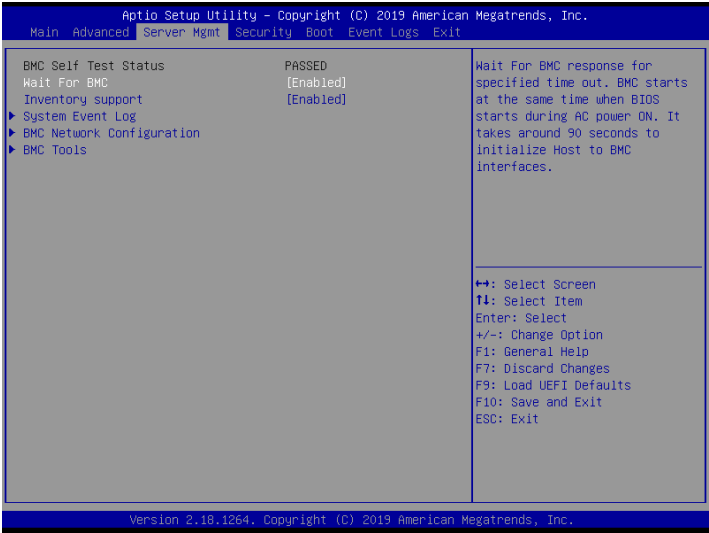 Aptio Setup Utility – Copyright (C) 2019 American Megatrends, Inc.
Main Advanced Server Mgmt Security Boot Event Logs Exit
BMC Self Test Status PASSED
Wait For BMC [Enabled]
Inventory support [Enabled]
System Event Log
BMC Network Configuration
BMC Tools
Wait For BMC response for
specified time out. BMC starts
at the same time when BIOS
starts during AC power ON. It
takes around 90 seconds to
initialize Host to BMC
interfaces.
↔: Select Screen
↑↓: Select Item
Enter: Select
+/-: Change Option
F1: General Help
F7: Discard Changes
F9: Load UEFI Defaults
F10: Save and Exit
ESC: Exit
Version 2.18.1264. Copyright (C) 2019 American Megatrends, Inc.